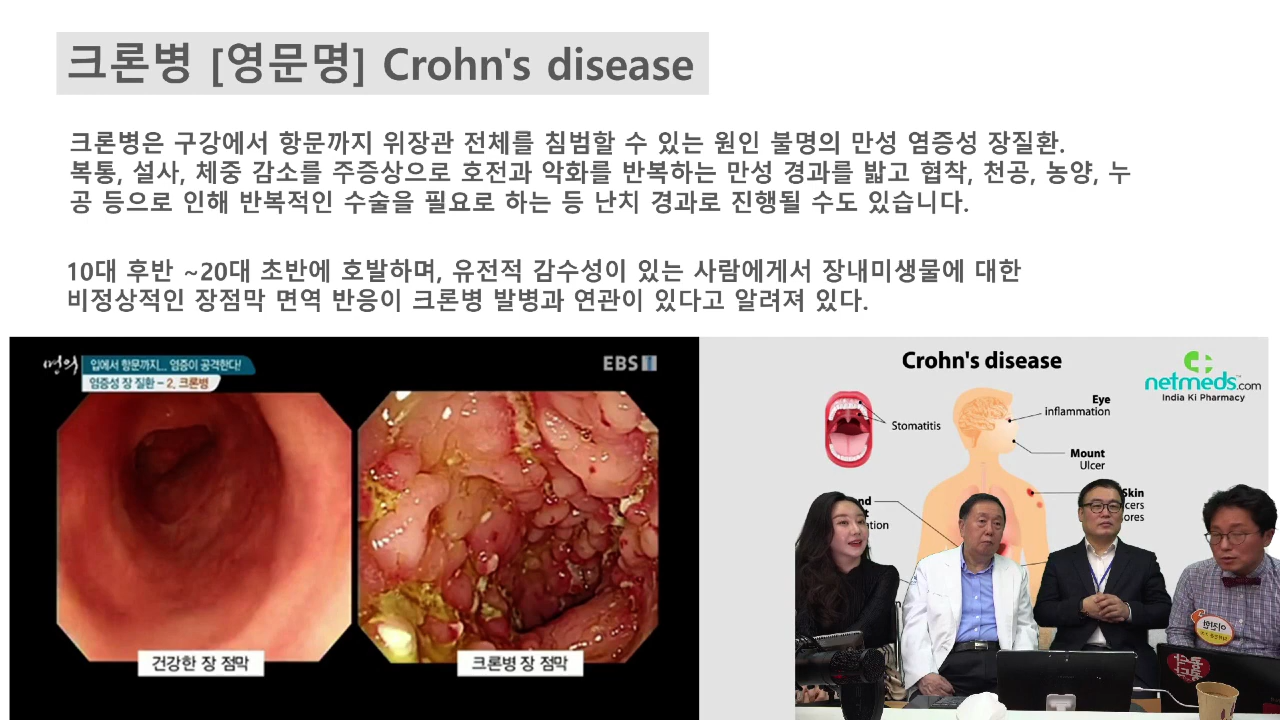 크론병 [영문명] Crohn's disease
크론병은 구강에서 항문까지 위장관 전체를 침범할 수 있는 원인 불명의 만성 염증성 장질환.
복통, 설사, 체중 감소를 주증상으로 호전과 악화를 반복하는 만성 경과를 밟고 협착, 천공, 농양, 누
공 등으로 인해 반복적인 수술을 필요로 하는 등 난치 경과로 진행될 수도 있습니다.
10대 후반 ~20대 초반에 호발하며, 유전적 감수성이 있는 사람에게서 장내미생물에 대한
비정상적인 장점막 면역 반응이 크론병 발병과 연관이 있다고 알려져 있다.
명의 입에서 항문까지... 염증이 공격한다!
염증성 장 질환 - 2. 크론병
EBS1
건강한 장 점막
크론병 장 점막
Crohn's disease
netmeds.com
India Ki Pharmacy
Stomatitis
Eye
inflammation
Mount
Ulcer
Skin